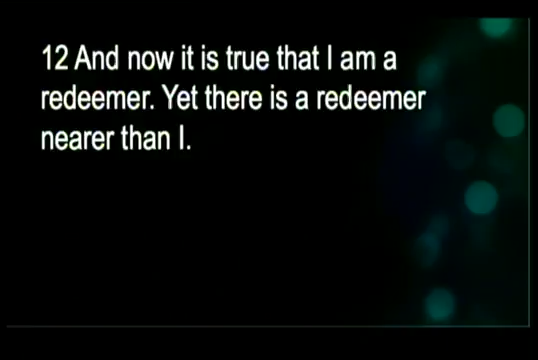 12 And now it is true that I am a
redeemer. Yet there is a redeemer
nearer than I.